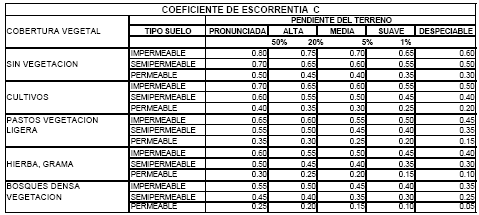 COEFICIENTE DE ESCORRENTIA C
PENDIENTE DEL TERRENO
COBERTURA VEGETAL TIPO SUELO PRONUNCIADA ALTA MEDIA SUAVE DESPECIABLE
50% 20% 5% 1%
IMPERMEABLE 0.80 0.75 0.70 0.65 0.60
SIN VEGETACION SEMIPERMEABLE 0.70 0.65 0.60 0.55 0.50
PERMEABLE 0.50 0.45 0.40 0.35 0.30
IMPERMEABLE 0.70 0.65 0.60 0.55 0.50
CULTIVOS SEMIPERMEABLE 0.60 0.55 0.50 0.45 0.40
PERMEABLE 0.40 0.35 0.30 0.25 0.20
PASTOS VEGETACION IMPERMEABLE 0.65 0.60 0.55 0.50 0.45
LIGERA SEMIPERMEABLE 0.55 0.50 0.45 0.40 0.35
PERMEABLE 0.35 0.30 0.25 0.20 0.15
IMPERMEABLE 0.60 0.55 0.50 0.45 0.40
HIERBA, GRAMA SEMIPERMEABLE 0.50 0.45 0.40 0.35 0.30
PERMEABLE 0.30 0.25 0.20 0.15 0.10
BOSQUES DENSA IMPERMEABLE 0.55 0.50 0.45 0.40 0.35
VEGETACION SEMIPERMEABLE 0.45 0.40 0.35 0.30 0.25
PERMEABLE 0.25 0.20 0.15 0.10 0.05